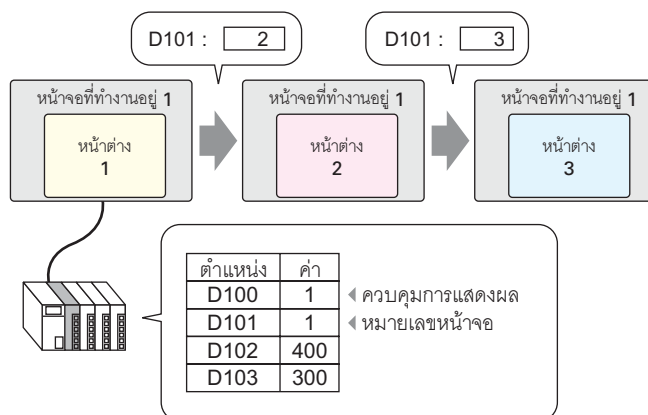 D101 : 2
D101 : 3
หน้าจอที่ทำงานอยู่ 1
หน้าต่าง
1
หน้าจอที่ทำงานอยู่ 1
หน้าต่าง
2
หน้าจอที่ทำงานอยู่ 1
หน้าต่าง
3
ตำแหน่ง ค่า
D100 1 ควบคุมการแสดงผล
D101 1 หมายเลขหน้าจอ
D102 400
D103 300